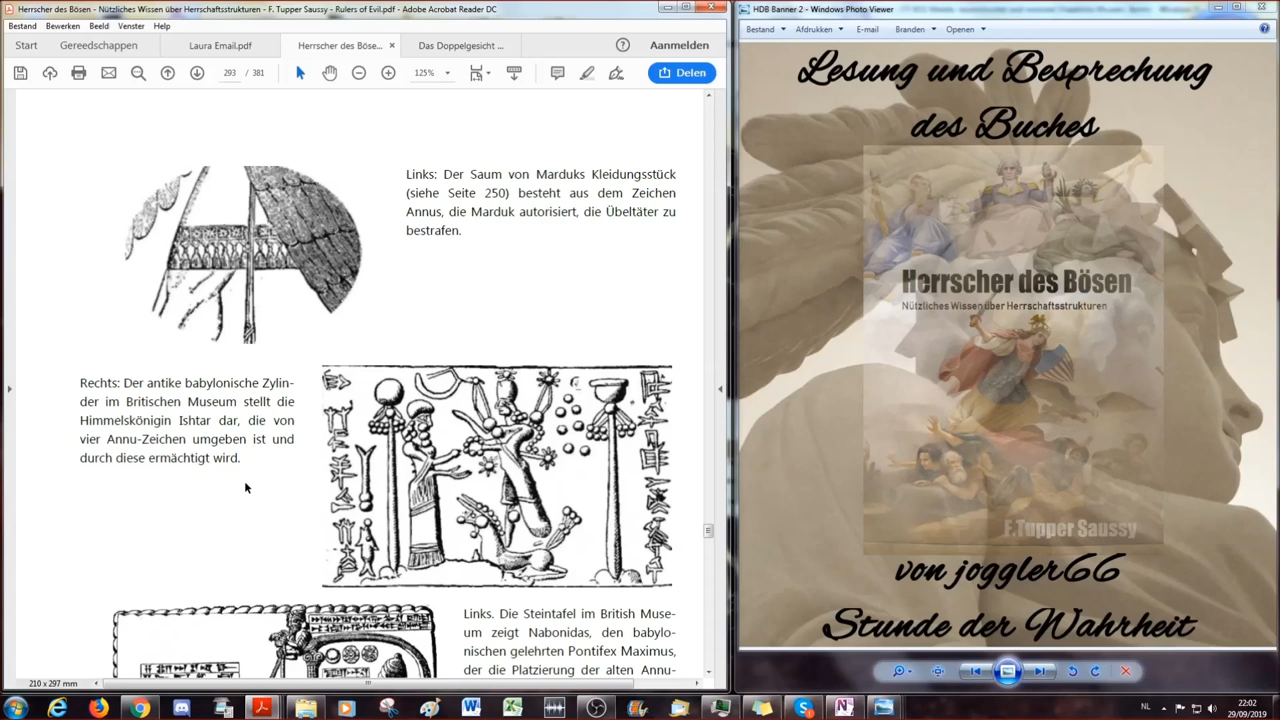 Herrscher des Bösen - Nützliches Wissen über Herrschaftsstrukturen - F. Tupper Saussy - Rulers of Evil.pdf - Adobe Acrobat Reader DC
Bestand Bewerken Beeld Venster Help
Start Gereedschappen Laura Email.pdf Herrscher des Böse... × Das Doppelgesicht ... Aanmelden
293 / 381 125% Delen
Links: Der Saum von Marduks Kleidungsstück
(siehe Seite 250) besteht aus dem Zeichen
Annus, die Marduk autorisiert, die Übeltäter zu
bestrafen.
Rechts: Der antike babylonische Zylin-
der im Britischen Museum stellt die
Himmelskönigin Ishtar dar, die von
vier Annu-Zeichen umgeben ist und
durch diese ermächtigt wird.
Links. Die Steintafel im British Muse-
um zeigt Nabonidas, den babylo-
nischen gelehrten Pontifex Maximus,
der die Platzierung der alten Annu-
210 x 297 mm
HDB Banner 2 - Windows Photo Viewer
Bestand Afdrukken E-mail Branden Openen
Lesung und Besprechung
des Buches
Herrscher des Bösen
Nützliches Wissen über Herrschaftsstrukturen
F.Tupper Saussy
von joggler66
Stunde der Wahrheit
NL 22:02
29/09/2019